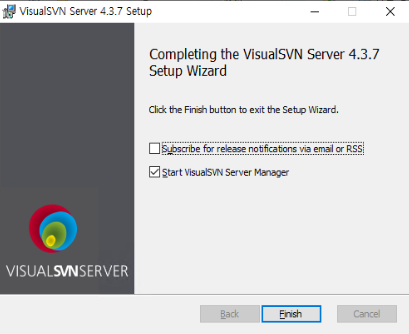 VisualSVN Server 4.3.7 Setup
Completing the VisualSVN Server 4.3.7
Setup Wizard
Click the Finish button to exit the Setup Wizard.
Subscribe for release notifications via email or RSS
Start VisualSVN Server Manager
VISUALSVNSERVER
Back
Finish
Cancel